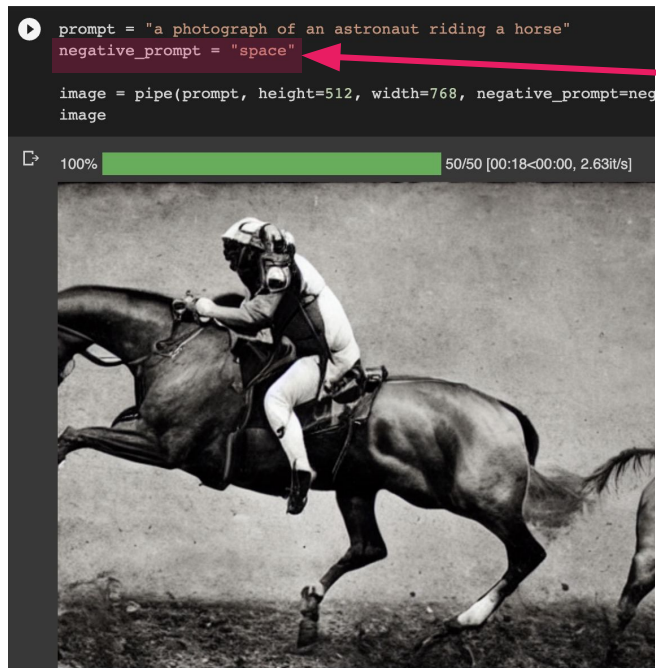 prompt = "a photograph of an astronaut riding a horse"
negative_prompt = "space"
image = pipe(prompt, height=512, width=768, negative_prompt=neg
image
100% 50/50 [00:18<00:00, 2.63it/s]